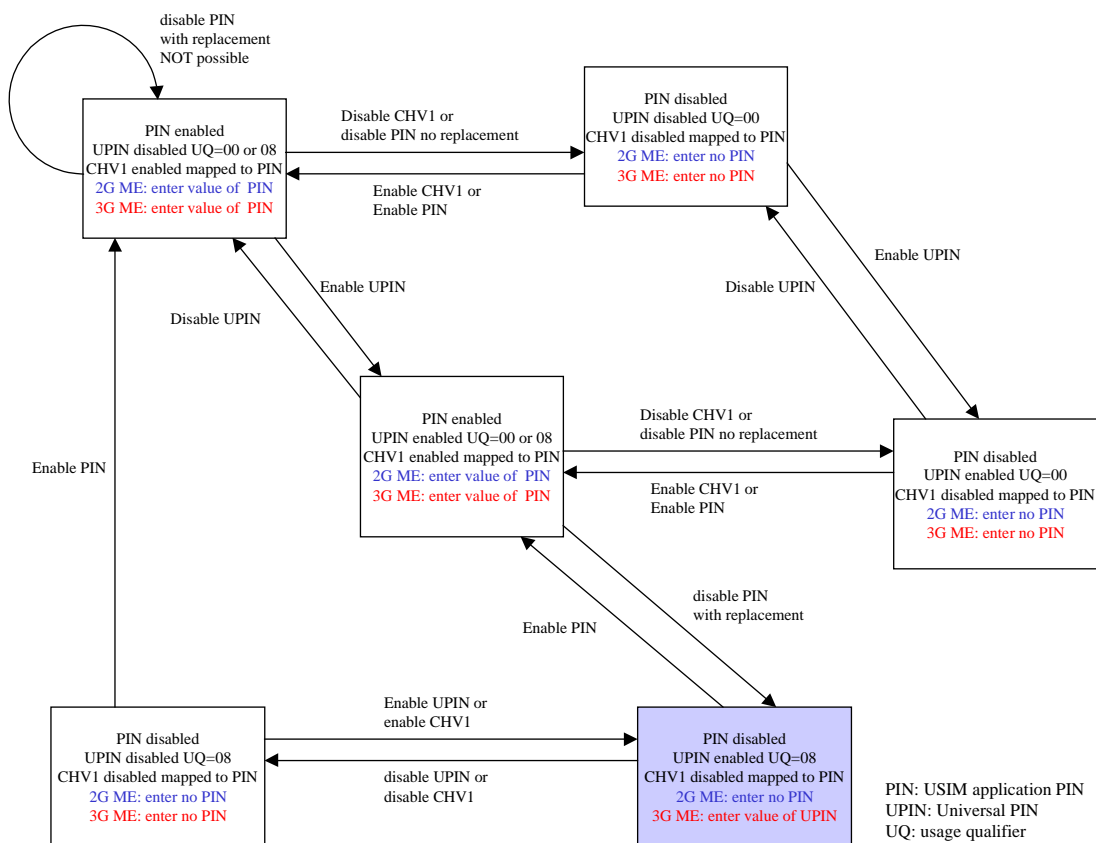 disable PIN
with replacement
NOT possible
PIN enabled
UPIN disabled UQ=00 or 08
CHV1 enabled mapped to PIN
2G ME: enter value of PIN
3G ME: enter value of PIN
Disable CHV1 or
disable PIN no replacement
Enable CHV1 or
Enable PIN
PIN disabled
UPIN disabled UQ=00
CHV1 disabled mapped to PIN
2G ME: enter no PIN
3G ME: enter no PIN
Enable UPIN
Disable UPIN
Enable UPIN
Disable UPIN
PIN enabled
UPIN enabled UQ=00 or 08
CHV1 enabled mapped to PIN
2G ME: enter value of PIN
3G ME: enter value of PIN
Disable CHV1 or
disable PIN no replacement
Enable CHV1 or
Enable PIN
PIN disabled
UPIN enabled UQ=00
CHV1 disabled mapped to PIN
2G ME: enter no PIN
3G ME: enter no PIN
Enable PIN
disable PIN
with replacement
Enable PIN
PIN disabled
UPIN disabled UQ=08
CHV1 disabled mapped to PIN
2G ME: enter no PIN
3G ME: enter no PIN
Enable UPIN or
enable CHV1
disable UPIN or
disable CHV1
PIN disabled
UPIN enabled UQ=08
CHV1 disabled mapped to PIN
2G ME: enter no PIN
3G ME: enter value of UPIN
PIN: USIM application PIN
UPIN: Universal PIN
UQ: usage qualifier